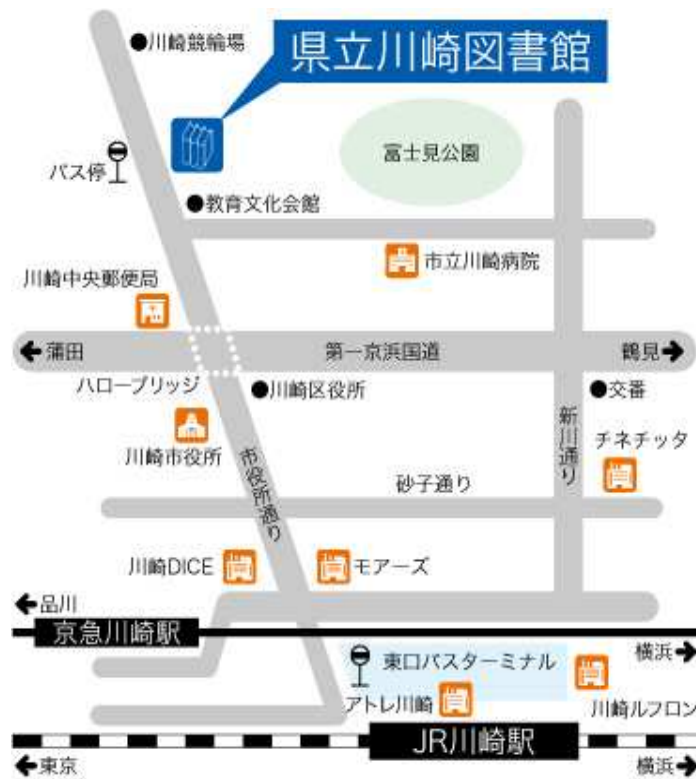 川崎競輪場
県立川崎図書館
富士見公園
バス停
教育文化会館
市立川崎病院
川崎中央郵便局
蒲田
第一京浜国道
鶴見
ハローブリッジ
川崎区役所
交番
新川通り
チネチッタ
川崎市役所
市役所通り
砂子通り
川崎DICE
モアーズ
品川
京急川崎駅
横浜
東口バスターミナル
アトレ川崎
川崎ルフロン
JR川崎駅
東京
横浜